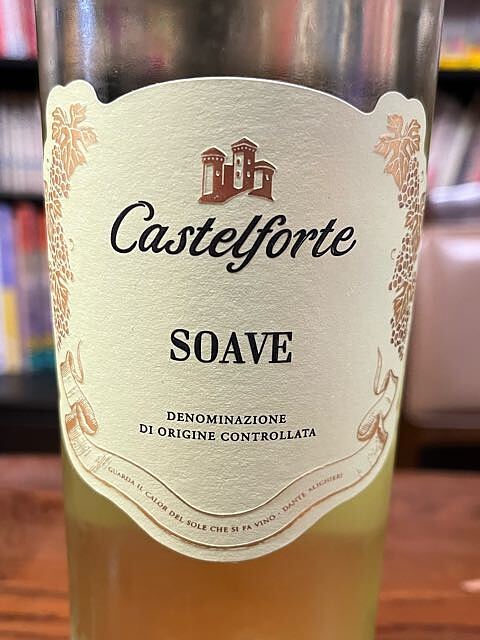 Castelforte
SOAVE
DENOMINAZIONE
DI ORIGINE CONTROLLATA
GUARDA IL CALOR DEL SOLE CHE SI FA VINO - DANTE ALIGHIERI